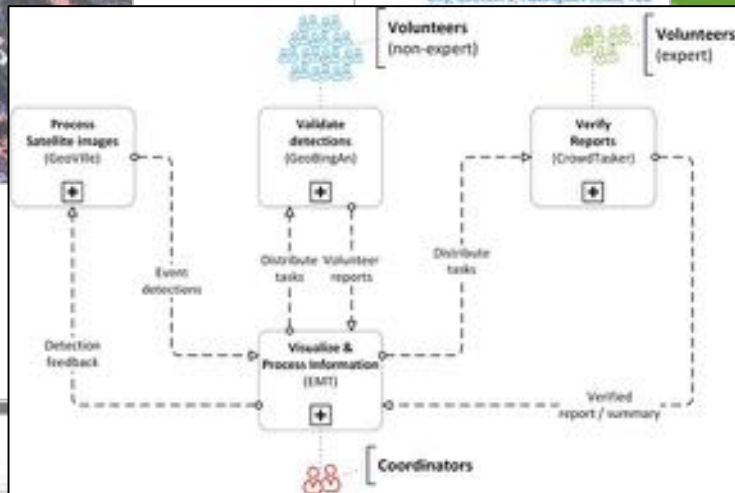 Volunteers
(non-expert)
Volunteers
(expert)
Process
Satellite images
(GeoVille)
Validate
detections
(GeoBingAn)
Verify
Reports
(CrowdTasker)
Event
detections
Distribute
tasks
Volunteer
reports
Distribute
tasks
Detection
feedback
Visualize &
Process Information
(EMT)
Verified
report / summary
Coordinators